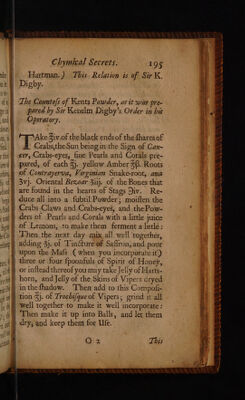 Chymical Secrets. 195
Hartman.) This Relation is of Sir K.
Digby.
The Countess of Kents Powder, as it was pre-
pared by Sir Kenelm Digby's Order in his
Operatory.
TAke ℥iv. of the black ends of the shares of
Crabs, the Sun being in the Sign of Can-
cer, Crabs-eyes, fine Pearls and Corals pre-
pared, of each ℥j. yellow Amber Roots
of Contrayerva, Virginian Snake-root, ana
Oriental Bezoar of the Bones that
are found in the hearts of Stags Re-
duce all into a subtil Powder; moisten the
Crabs Claws and Crabs-eyes, and the Pow-
ders of Pearls and Corals with a little juice
of Lemons, to make them ferment a little:
Then the next day mix all well together,
adding ℥j. of Tincture of Saffron, and pour
upon the Mass (when you incorporate it)
three or four spoonfuls of Spirit of Honey,
or instead thereof you may take Jelly of Harts-
horn, and Jelly of the Skins of Vipers dryed
in the shadow. Then add to this Composi-
tion ℥j. of Trochisque of Vipers; grind it all
well together to make it well incorporate:
Then make it up into Balls, and let them
dry, and keep them for Use.
O 2 This